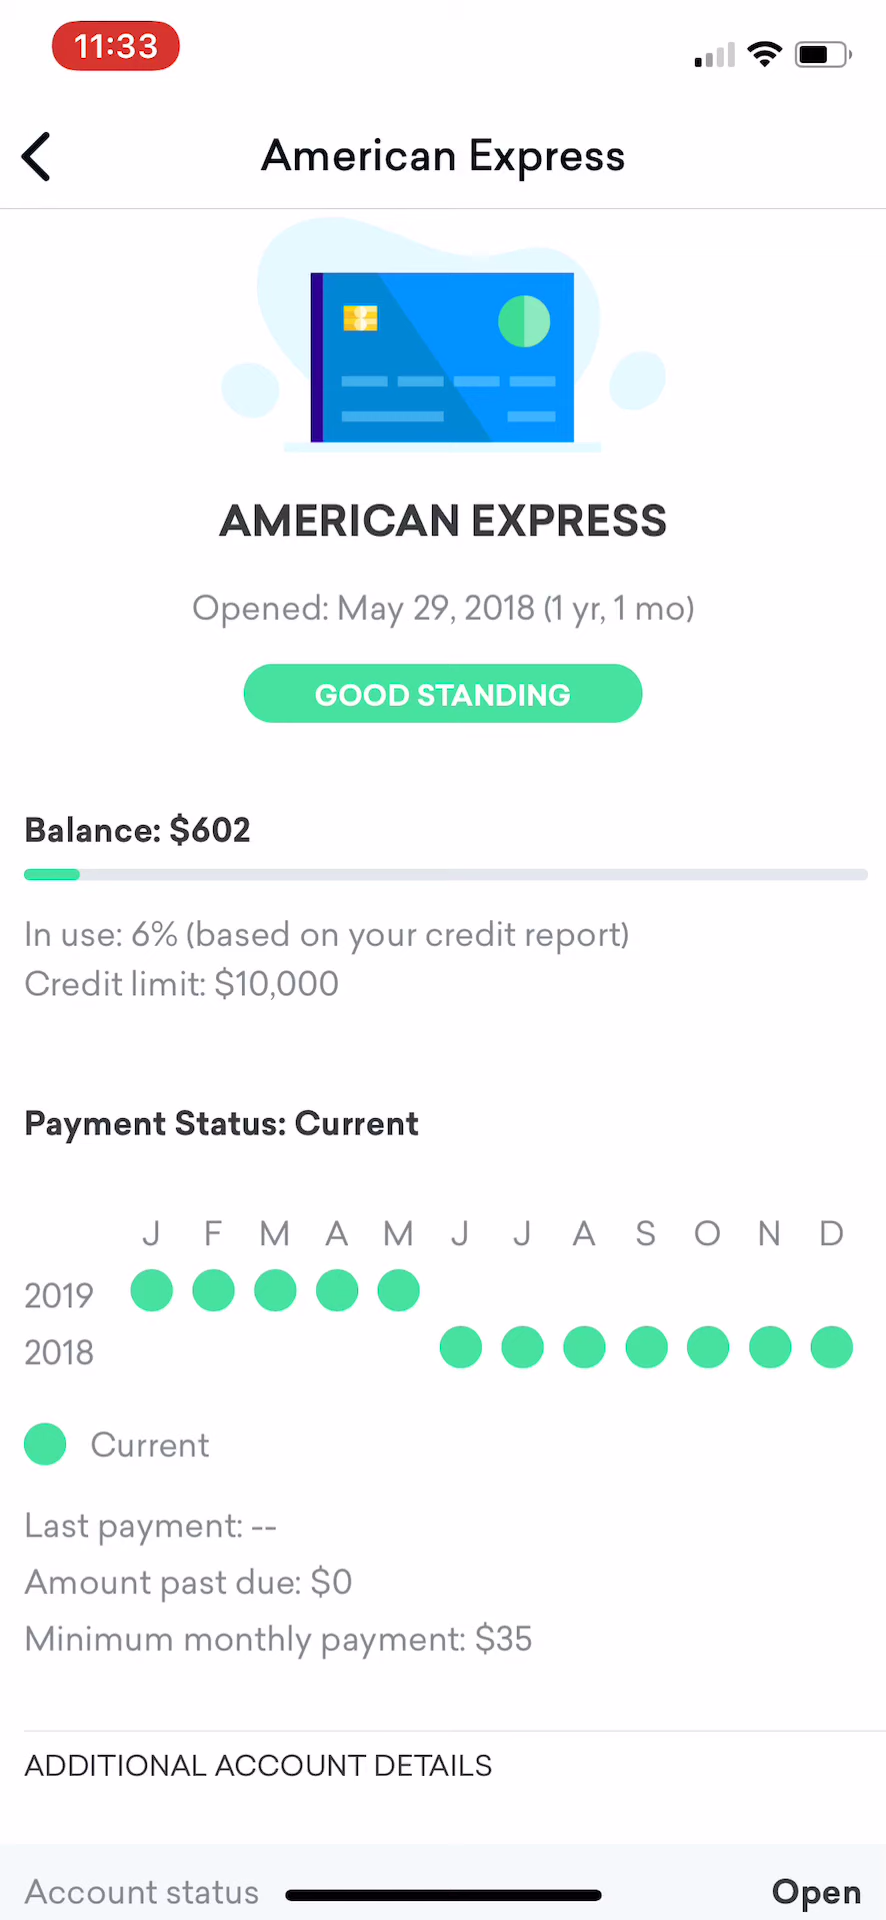 11:33
American Express
AMERICAN EXPRESS
Opened: May 29, 2018 (1 yr, 1 mo)
GOOD STANDING
Balance: $602
In use: 6% (based on your credit report)
Credit limit: $10,000
Payment Status: Current
J F M A M J J A S O N D
2019
2018
Current
Last payment: --
Amount past due: $0
Minimum monthly payment: $35
ADDITIONAL ACCOUNT DETAILS
Account status Open